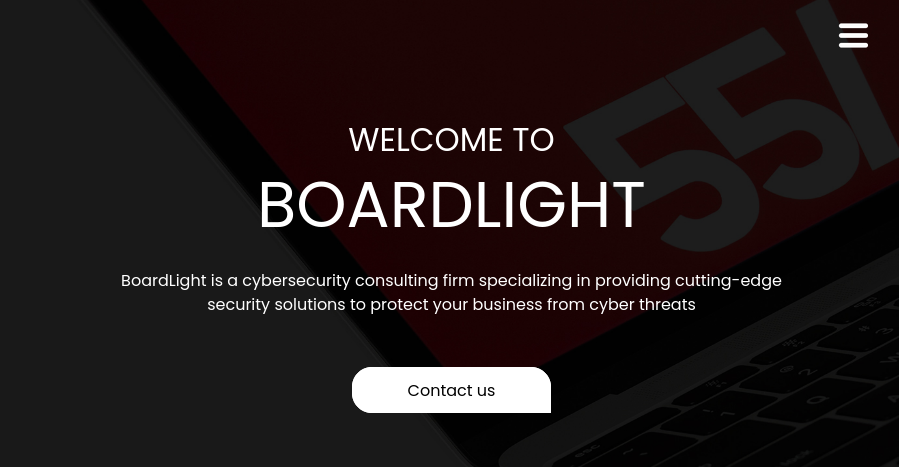 WELCOME TO
BOARDLIGHT
BoardLight is a cybersecurity consulting firm specializing in providing cutting-edge
security solutions to protect your business from cyber threats
Contact us